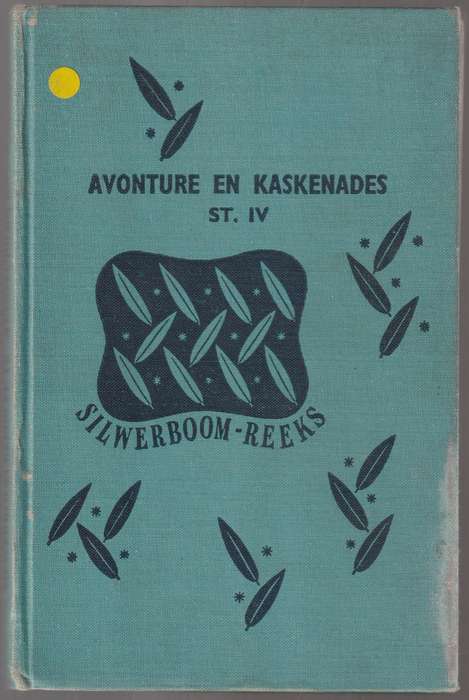 AVONTURE EN KASKENADES
ST. IV
SILWERBOOM-REEKS